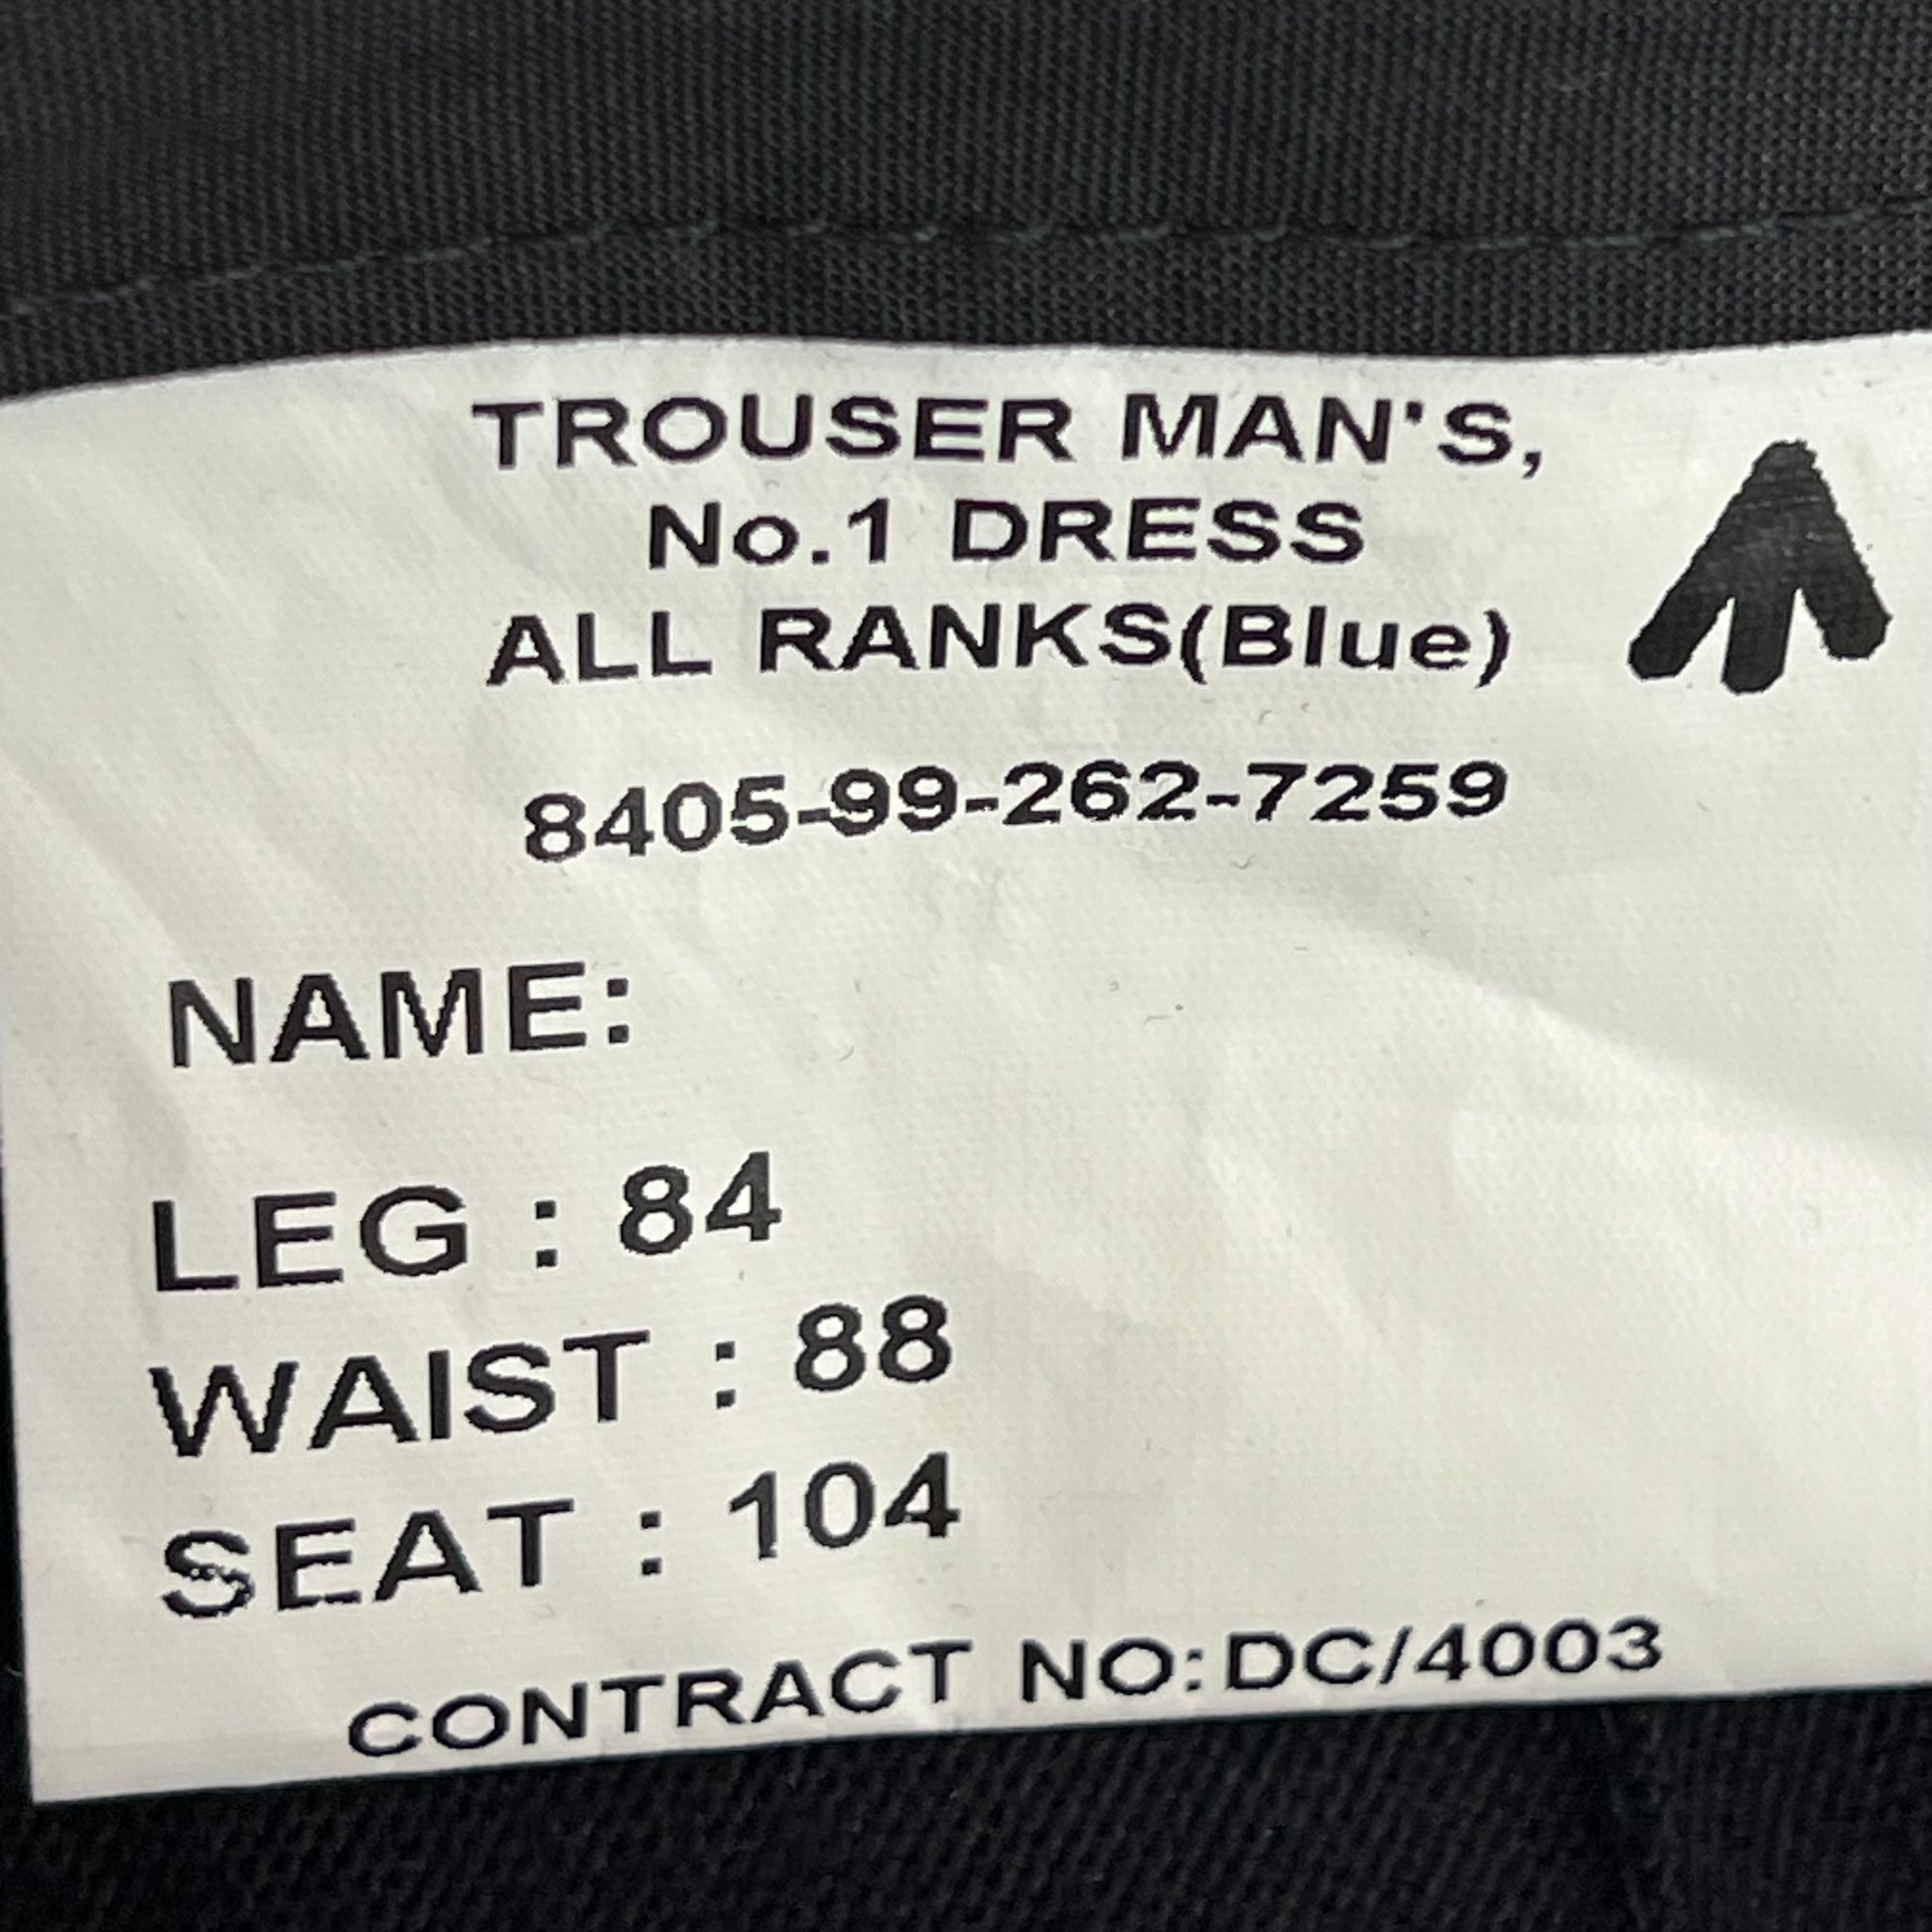 TROUSER MAN'S,
No.1 DRESS
ALL RANKS(Blue)
8405-99-262-7259
NAME:
LEG : 84
WAIST : 88
SEAT : 104
CONTRACT NO:DC/4003